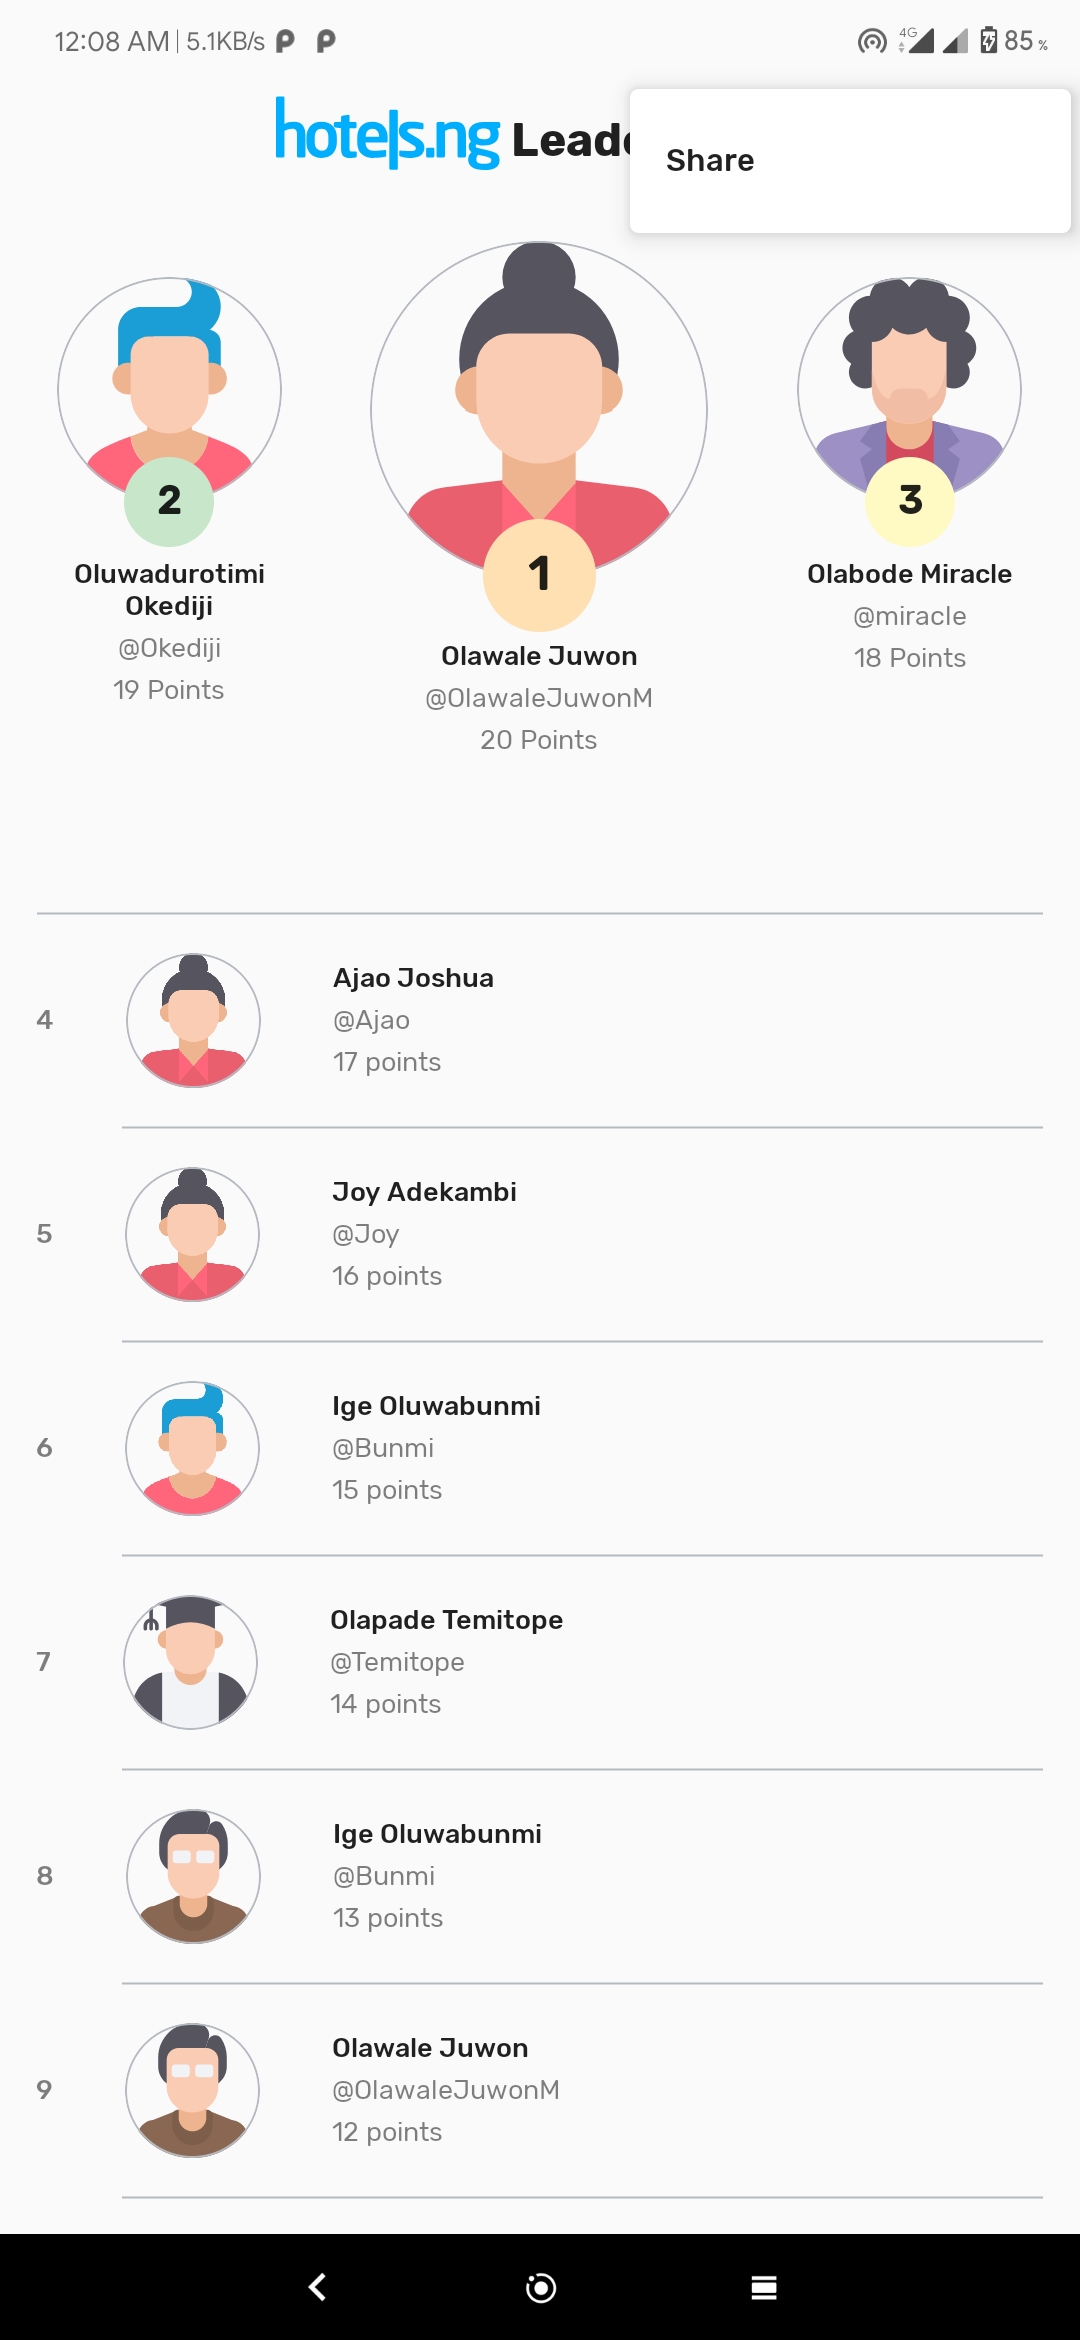 12:08 AM | 5.1KB/s
4G 75 85 %
hotels.ng Leade
Share
2
Oluwadurotimi
Okediji
@Okediji
19 Points
1
Olawale Juwon
@OlawaleJuwonM
20 Points
3
Olabode Miracle
@miracle
18 Points
4
Ajao Joshua
@Ajao
17 points
5
Joy Adekambi
@Joy
16 points
6
Ige Oluwabunmi
@Bunmi
15 points
7
Olapade Temitope
@Temitope
14 points
8
Ige Oluwabunmi
@Bunmi
13 points
9
Olawale Juwon
@OlawaleJuwonM
12 points